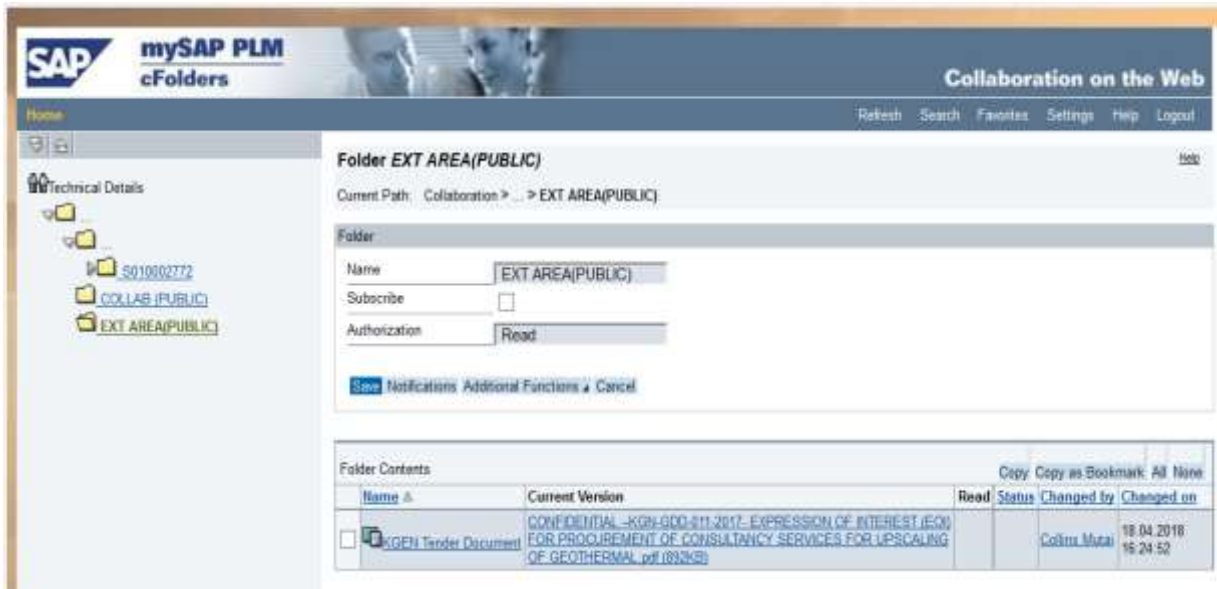 SAP
mySAP PLM
cFolders
Collaboration on the Web
Home
Refresh Search Favorites Settings Help Logout
Technical Details
...
...
S010002772
COLLAB (PUBLIC)
EXT AREA(PUBLIC)
Folder EXT AREA(PUBLIC)
Help
Current Path: Collaboration > ... > EXT AREA(PUBLIC)
Folder
Name EXT AREA(PUBLIC)
Subscribe
Authorization Read
Save Notifications Additional Functions Cancel
Folder Contents
Copy Copy as Bookmark All None
Name Current Version Read Status Changed by Changed on
KGEN Tender Document
CONFIDENTIAL –KGN-GDD-011-2017- EXPRESSION OF INTEREST (EOI)
FOR PROCUREMENT OF CONSULTANCY SERVICES FOR UPSCALING
OF GEOTHERMAL.pdf (892KB)
Collins Mutai
18.04.2018
16:24:52